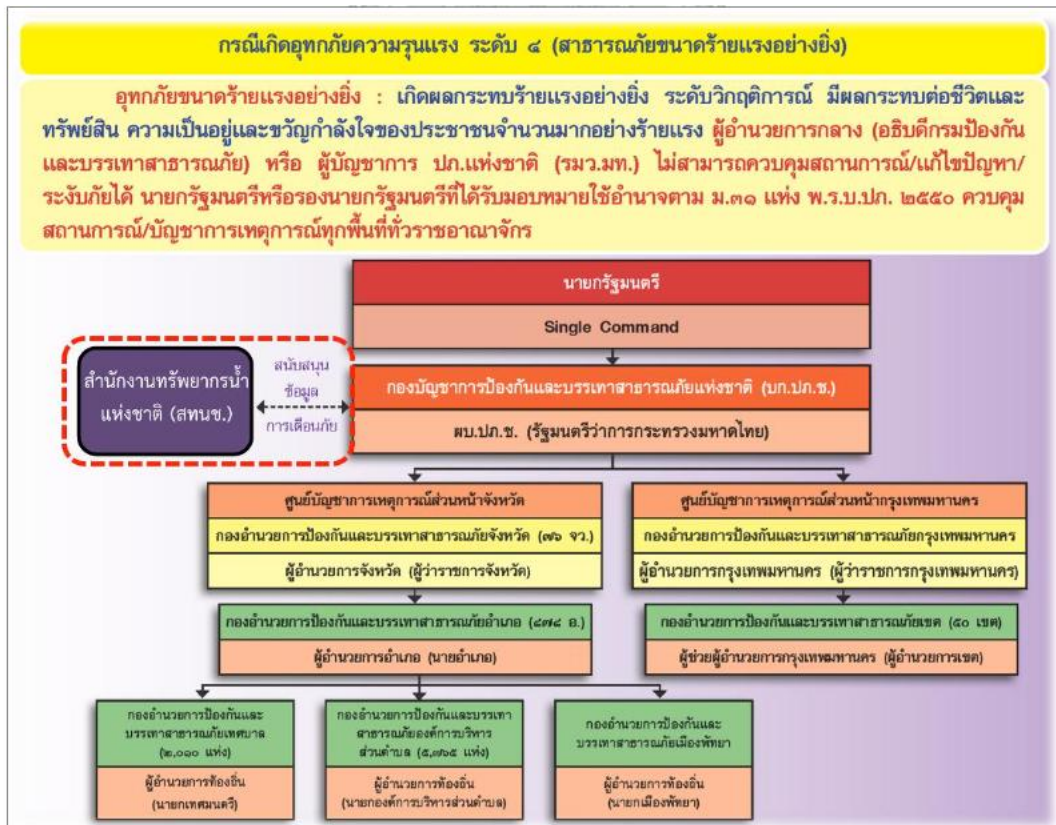 กรณีเกิดอุทกภัยความรุนแรง ระดับ ๔ (สาธารณภัยขนาดร้ายแรงอย่างยิ่ง)
อุทกภัยขนาดร้ายแรงอย่างยิ่ง : เกิดผลกระทบร้ายแรงอย่างยิ่ง ระดับวิกฤติการณ์ มีผลกระทบต่อชีวิตและ
ทรัพย์สิน ความเป็นอยู่และขวัญกำลังใจของประชาชนจำนวนมากอย่างร้ายแรง ผู้อำนวยการกลาง (อธิบดีกรมป้องกัน
และบรรเทาสาธารณภัย) หรือ ผู้บัญชาการ ปภ.แห่งชาติ (รมว.มท.) ไม่สามารถควบคุมสถานการณ์/แก้ไขปัญหา/
ระงับภัยได้ นายกรัฐมนตรีหรือรองนายกรัฐมนตรีที่ได้รับมอบหมายใช้อำนาจตาม ม.๓๑ แห่ง พ.ร.บ.ปภ. ๒๕๕๐ ควบคุม
สถานการณ์/บัญชาการเหตุการณ์ทุกพื้นที่ทั่วราชอาณาจักร
นายกรัฐมนตรี
Single Command
สำนักงานทรัพยากรน้ำ
แห่งชาติ (สทนช.)
สนับสนุน
ข้อมูล
การเตือนภัย
กองบัญชาการป้องกันและบรรเทาสาธารณภัยแห่งชาติ (บก.ปภ.ช.)
ผบ.ปภ.ช. (รัฐมนตรีว่าการกระทรวงมหาดไทย)
ศูนย์บัญชาการเหตุการณ์ส่วนหน้าจังหวัด
กองอำนวยการป้องกันและบรรเทาสาธารณภัยจังหวัด (๗๖ จว.)
ผู้อำนวยการจังหวัด (ผู้ว่าราชการจังหวัด)
ศูนย์บัญชาการเหตุการณ์ส่วนหน้ากรุงเทพมหานคร
กองอำนวยการป้องกันและบรรเทาสาธารณภัยกรุงเทพมหานคร
ผู้อำนวยการกรุงเทพมหานคร (ผู้ว่าราชการกรุงเทพมหานคร)
กองอำนวยการป้องกันและบรรเทาสาธารณภัยอำเภอ (๘๗๘ อ.)
ผู้อำนวยการอำเภอ (นายอำเภอ)
กองอำนวยการป้องกันและบรรเทาสาธารณภัยเขต (๕๐ เขต)
ผู้ช่วยผู้อำนวยการกรุงเทพมหานคร (ผู้อำนวยการเขต)
กองอำนวยการป้องกันและ
บรรเทาสาธารณภัยเทศบาล
(๒,๐๑๐ แห่ง)
ผู้อำนวยการท้องถิ่น
(นายกเทศมนตรี)
กองอำนวยการป้องกันและบรรเทา
สาธารณภัยองค์การบริหาร
ส่วนตำบล (๕,๗๖๕ แห่ง)
ผู้อำนวยการท้องถิ่น
(นายกองค์การบริหารส่วนตำบล)
กองอำนวยการป้องกันและ
บรรเทาสาธารณภัยเมืองพัทยา
ผู้อำนวยการท้องถิ่น
(นายกเมืองพัทยา)